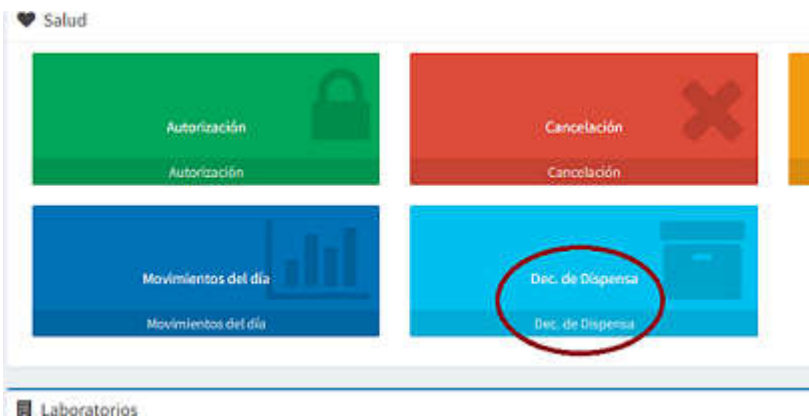 Salud
Autorización
Autorización
Cancelación
Cancelación
Movimientos del día
Movimientos del día
Dec. de Dispensa
Dec. de Dispensa
Laboratorios